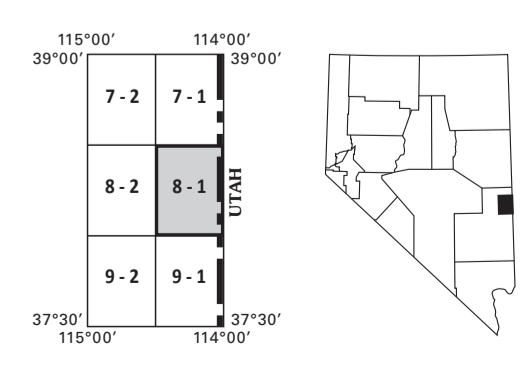 115°00′ 114°00′
39°00′ 39°00′
7 - 2 7 - 1
8 - 2 8 - 1
UTAH
9 - 2 9 - 1
37°30′ 37°30′
115°00′ 114°00′